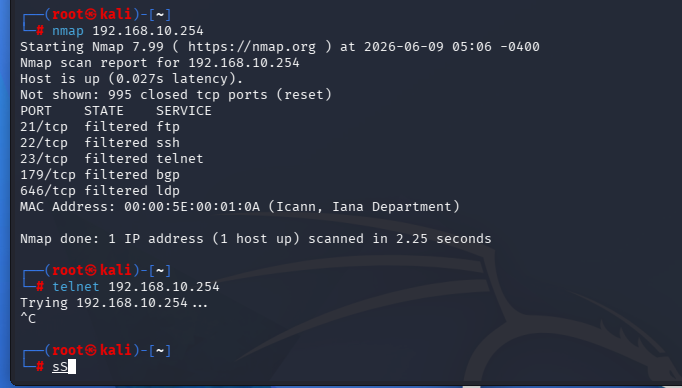 ┌──(root㉿kali)-[~]
└─# nmap 192.168.10.254
Starting Nmap 7.99 ( https://nmap.org ) at 2026-06-09 05:06 -0400
Nmap scan report for 192.168.10.254
Host is up (0.027s latency).
Not shown: 995 closed tcp ports (reset)
PORT    STATE    SERVICE
21/tcp  filtered ftp
22/tcp  filtered ssh
23/tcp  filtered telnet
179/tcp filtered bgp
646/tcp filtered ldp
MAC Address: 00:00:5E:00:01:0A (Icann, Iana Department)
Nmap done: 1 IP address (1 host up) scanned in 2.25 seconds
┌──(root㉿kali)-[~]
└─# telnet 192.168.10.254
Trying 192.168.10.254...
^C
┌──(root㉿kali)-[~]
└─# sS